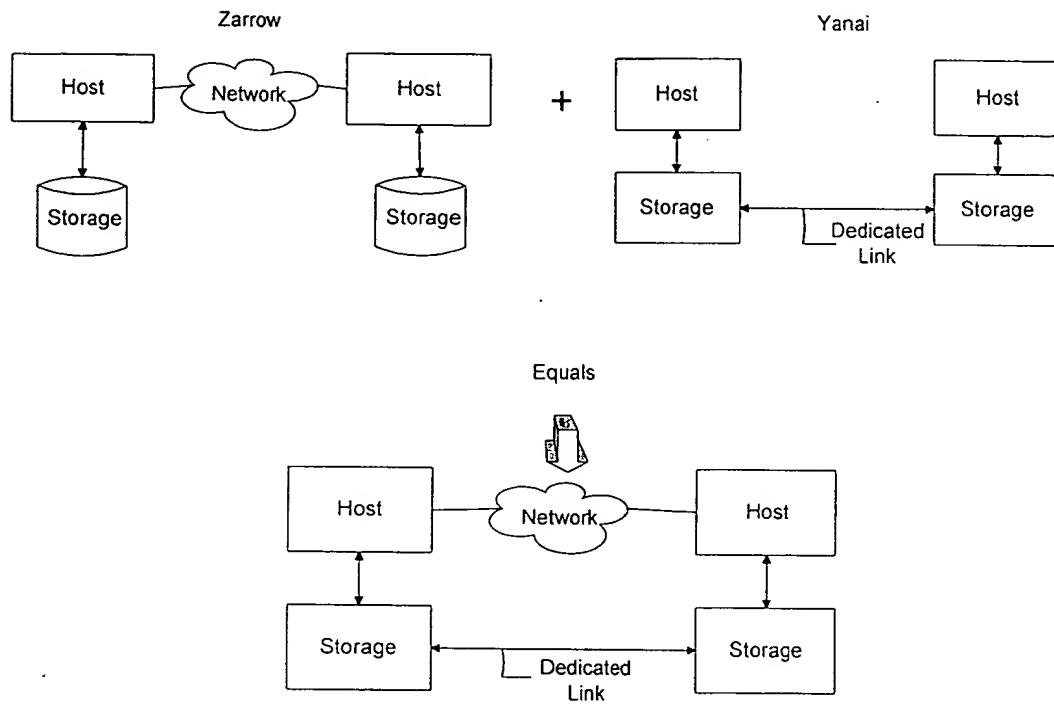 Zarrow
Yanai
Host
Network
Host
+
Host
Host
Storage
Storage
Storage
Storage
Dedicated
Link
Equals
Host
Network
Host
Storage
Storage
Dedicated
Link